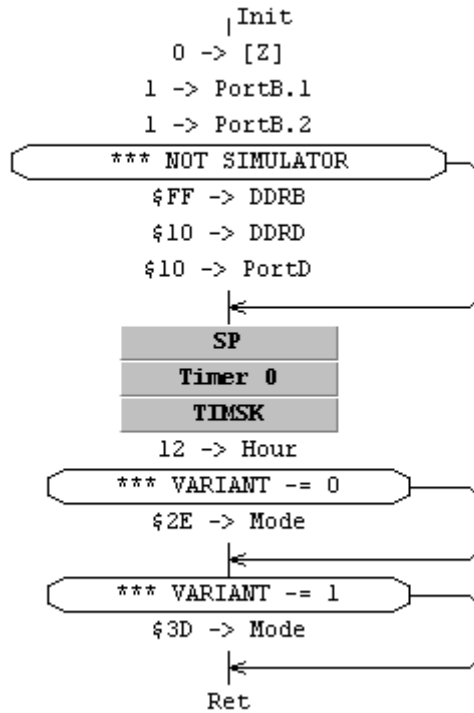 Init
0 -> [Z]
1 -> PortB.1
1 -> PortB.2
*** NOT SIMULATOR
$FF -> DDRB
$10 -> DDRD
$10 -> PortD
SP
Timer 0
TIMSK
12 -> Hour
*** VARIANT -= 0
$2E -> Mode
*** VARIANT -= 1
$3D -> Mode
Ret